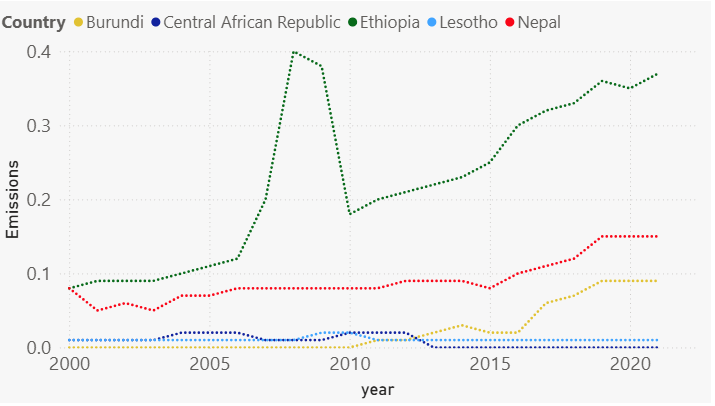 Country Burundi Central African Republic Ethiopia Lesotho Nepal
0.4
0.3
0.2
0.1
0.0
Emissions
2000 2005 2010 2015 2020
year